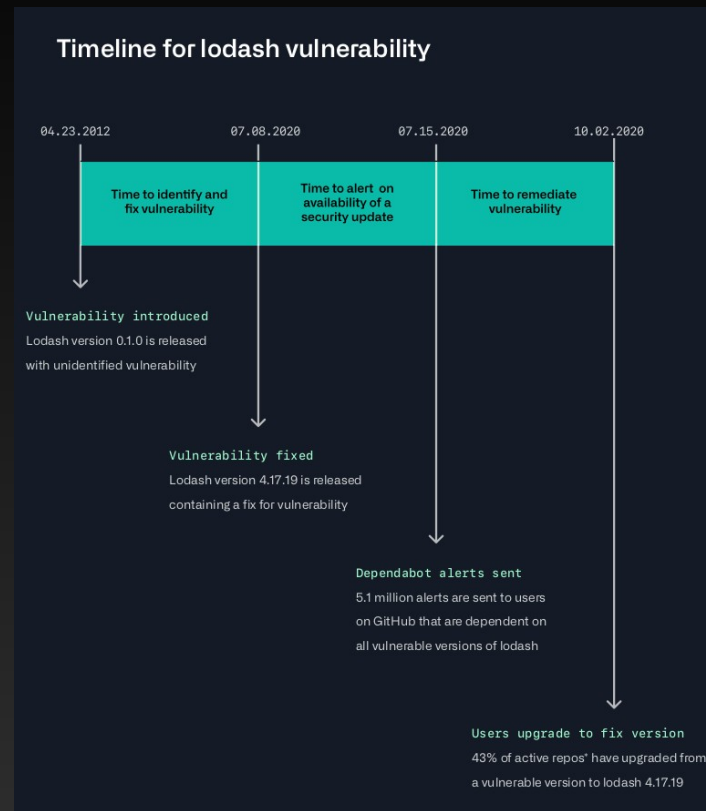 Timeline for lodash vulnerability
04.23.2012
07.08.2020
07.15.2020
10.02.2020
Time to identify and
fix vulnerability
Time to alert on
availability of a
security update
Time to remediate
vulnerability
Vulnerability introduced
Lodash version 0.1.0 is released
with unidentified vulnerability
Vulnerability fixed
Lodash version 4.17.19 is released
containing a fix for vulnerability
Dependabot alerts sent
5.1 million alerts are sent to users
on GitHub that are dependent on
all vulnerable versions of lodash
Users upgrade to fix version
43% of active repos* have upgraded from
a vulnerable version to lodash 4.17.19